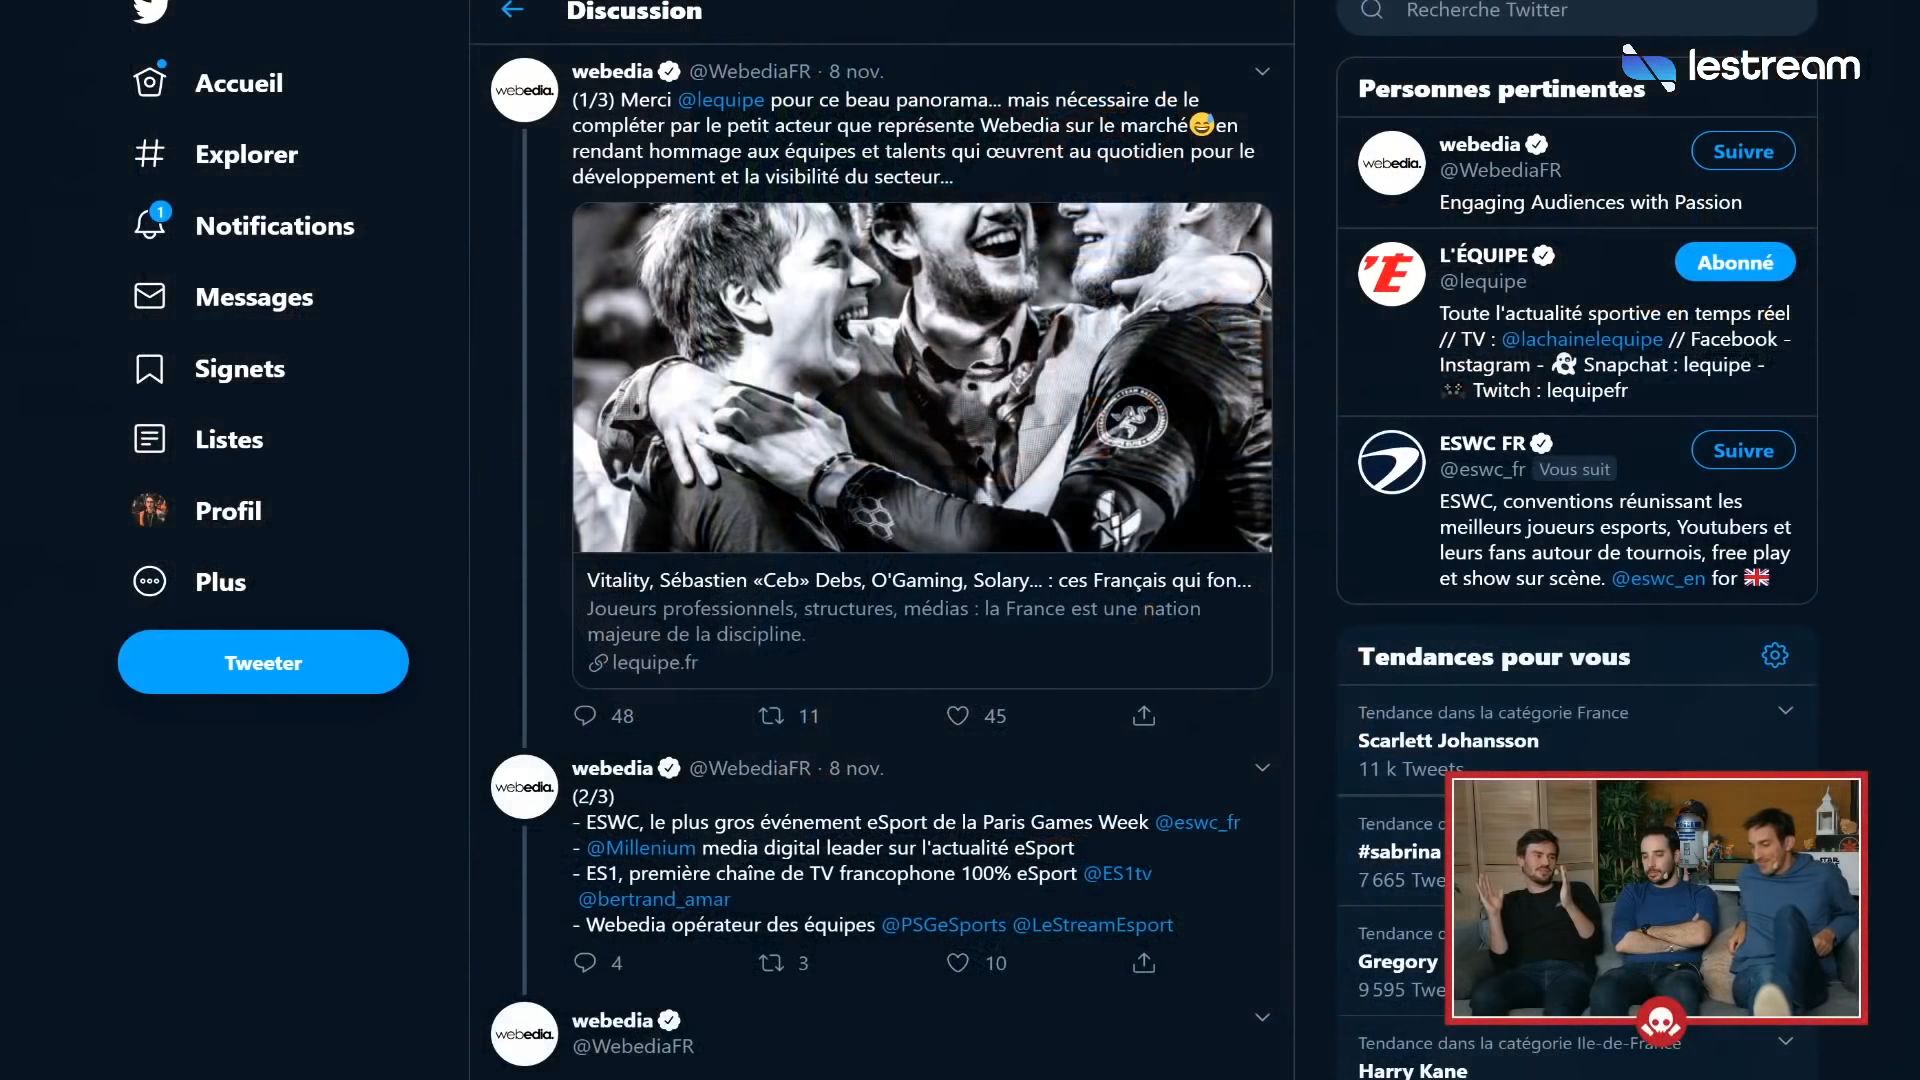 Accueil
Explorer
1
Notifications
Messages
Signets
Listes
Profil
Plus
Tweeter
Discussion
webedia @WebediaFR · 8 nov.
(1/3) Merci @lequipe pour ce beau panorama... mais nécessaire de le
compléter par le petit acteur que représente Webedia sur le marché😅en
rendant hommage aux équipes et talents qui œuvrent au quotidien pour le
développement et la visibilité du secteur...
webedia.
Vitality, Sébastien «Ceb» Debs, O'Gaming, Solary... : ces Français qui fon...
Joueurs professionnels, structures, médias : la France est une nation
majeure de la discipline.
lequipe.fr
48 11 45
webedia @WebediaFR · 8 nov.
webedia.
(2/3)
- ESWC, le plus gros événement eSport de la Paris Games Week @eswc_fr
- @Millenium media digital leader sur l'actualité eSport
- ES1, première chaîne de TV francophone 100% eSport @ES1tv
@bertrand_amar
- Webedia opérateur des équipes @PSGeSports @LeStreamEsport
4 3 10
webedia
webedia.
@WebediaFR
Recherche Twitter
lestream
Personnes pertinentes
webedia
webedia.
@WebediaFR
Suivre
Engaging Audiences with Passion
L'ÉQUIPE
'E
@lequipe
Abonné
Toute l'actualité sportive en temps réel
// TV : @lachainelequipe // Facebook -
Instagram - 👻 Snapchat : lequipe -
🎮 Twitch : lequipefr
ESWC FR
@eswc_fr Vous suit
Suivre
ESWC, conventions réunissant les
meilleurs joueurs esports, Youtubers et
leurs fans autour de tournois, free play
et show sur scène. @eswc_en for 🇬🇧
Tendances pour vous
Tendance dans la catégorie France
Scarlett Johansson
11 k Tweets
Tendance
#sabrina
7 665 Twe
Tendance
Gregory
9 595 Twe
Tendance dans la catégorie Ile-de-France
Harry Kane